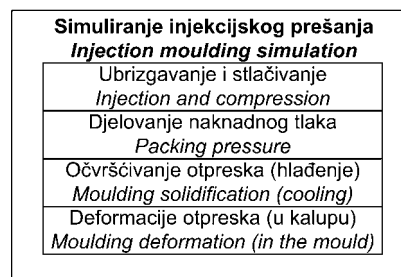 Simuliranje injekcijskog prešanja
Injection moulding simulation
Ubrizgavanje i stlačivanje
Injection and compression
Djelovanje naknadnog tlaka
Packing pressure
Očvršćivanje otpreska (hlađenje)
Moulding solidification (cooling)
Deformacije otpreska (u kalupu)
Moulding deformation (in the mould)